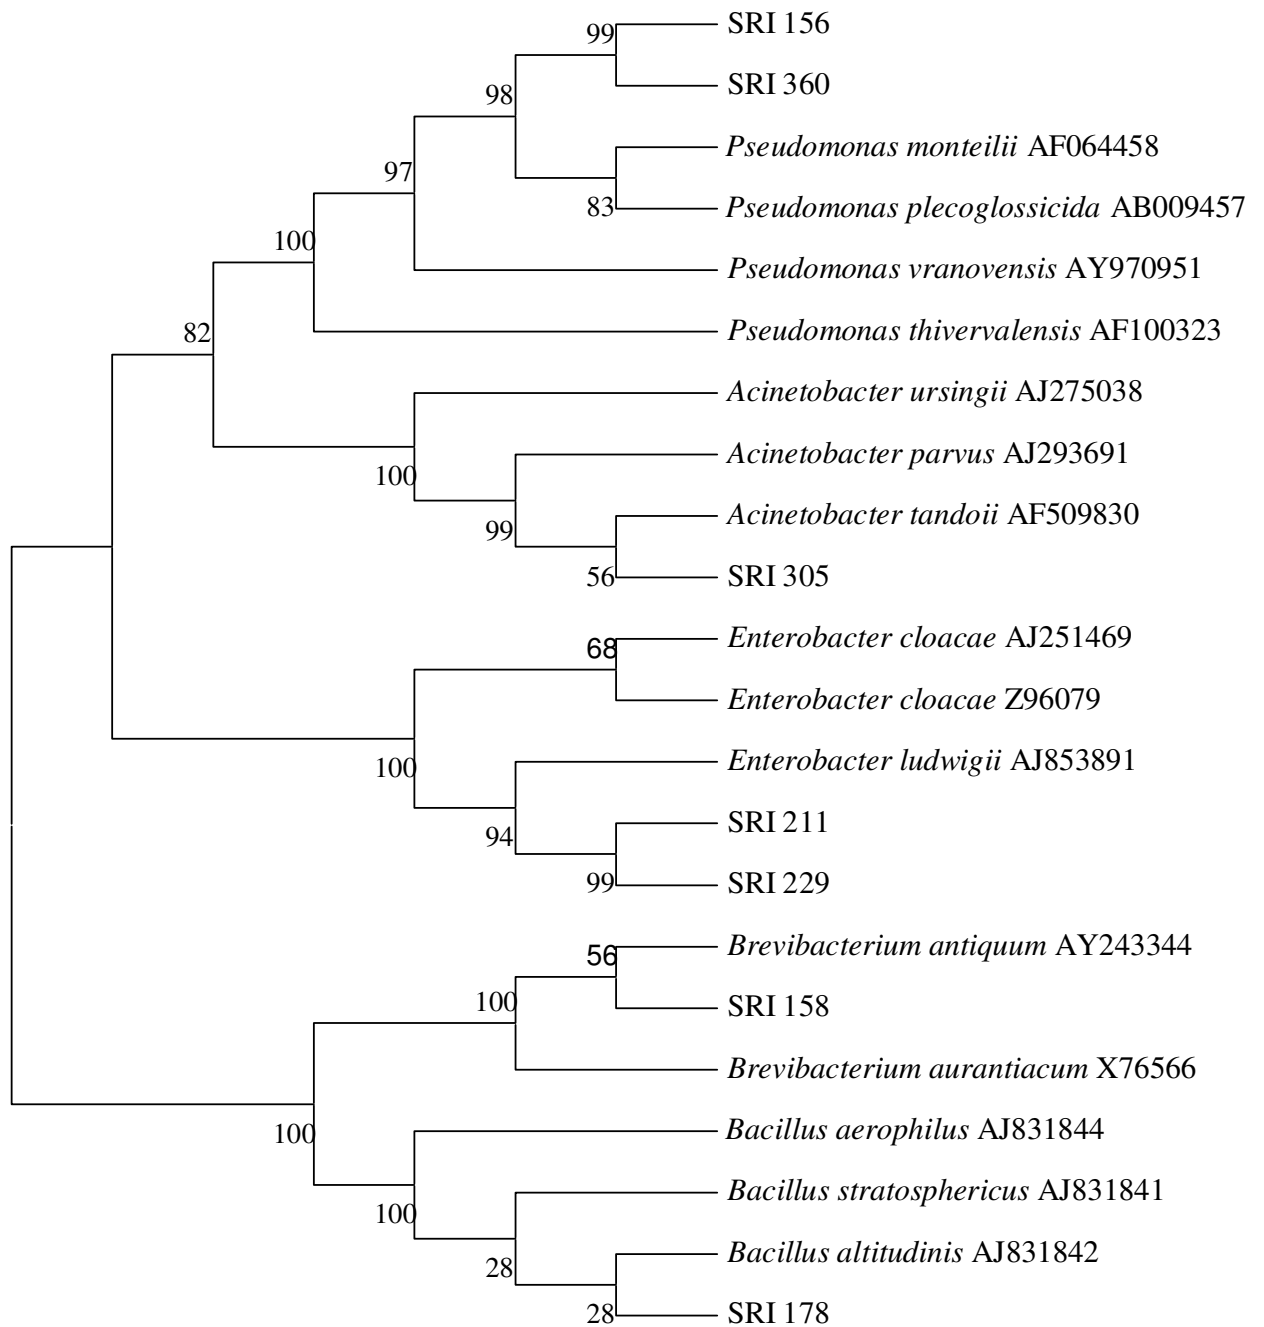 SRI 156
99
SRI 360
98
Pseudomonas monteilii AF064458
97
83
Pseudomonas plecoglossicida AB009457
100
Pseudomonas vranovensis AY970951
82
Pseudomonas thivervalensis AF100323
Acinetobacter ursingii AJ275038
100
Acinetobacter parvus AJ293691
99
Acinetobacter tandoii AF509830
56
SRI 305
68
Enterobacter cloacae AJ251469
Enterobacter cloacae Z96079
100
Enterobacter ludwigii AJ853891
SRI 211
94
99
SRI 229
56
Brevibacterium antiquum AY243344
100
SRI 158
Brevibacterium aurantiacum X76566
100
Bacillus aerophilus AJ831844
Bacillus stratosphericus AJ831841
100
Bacillus altitudinis AJ831842
28
28
SRI 178